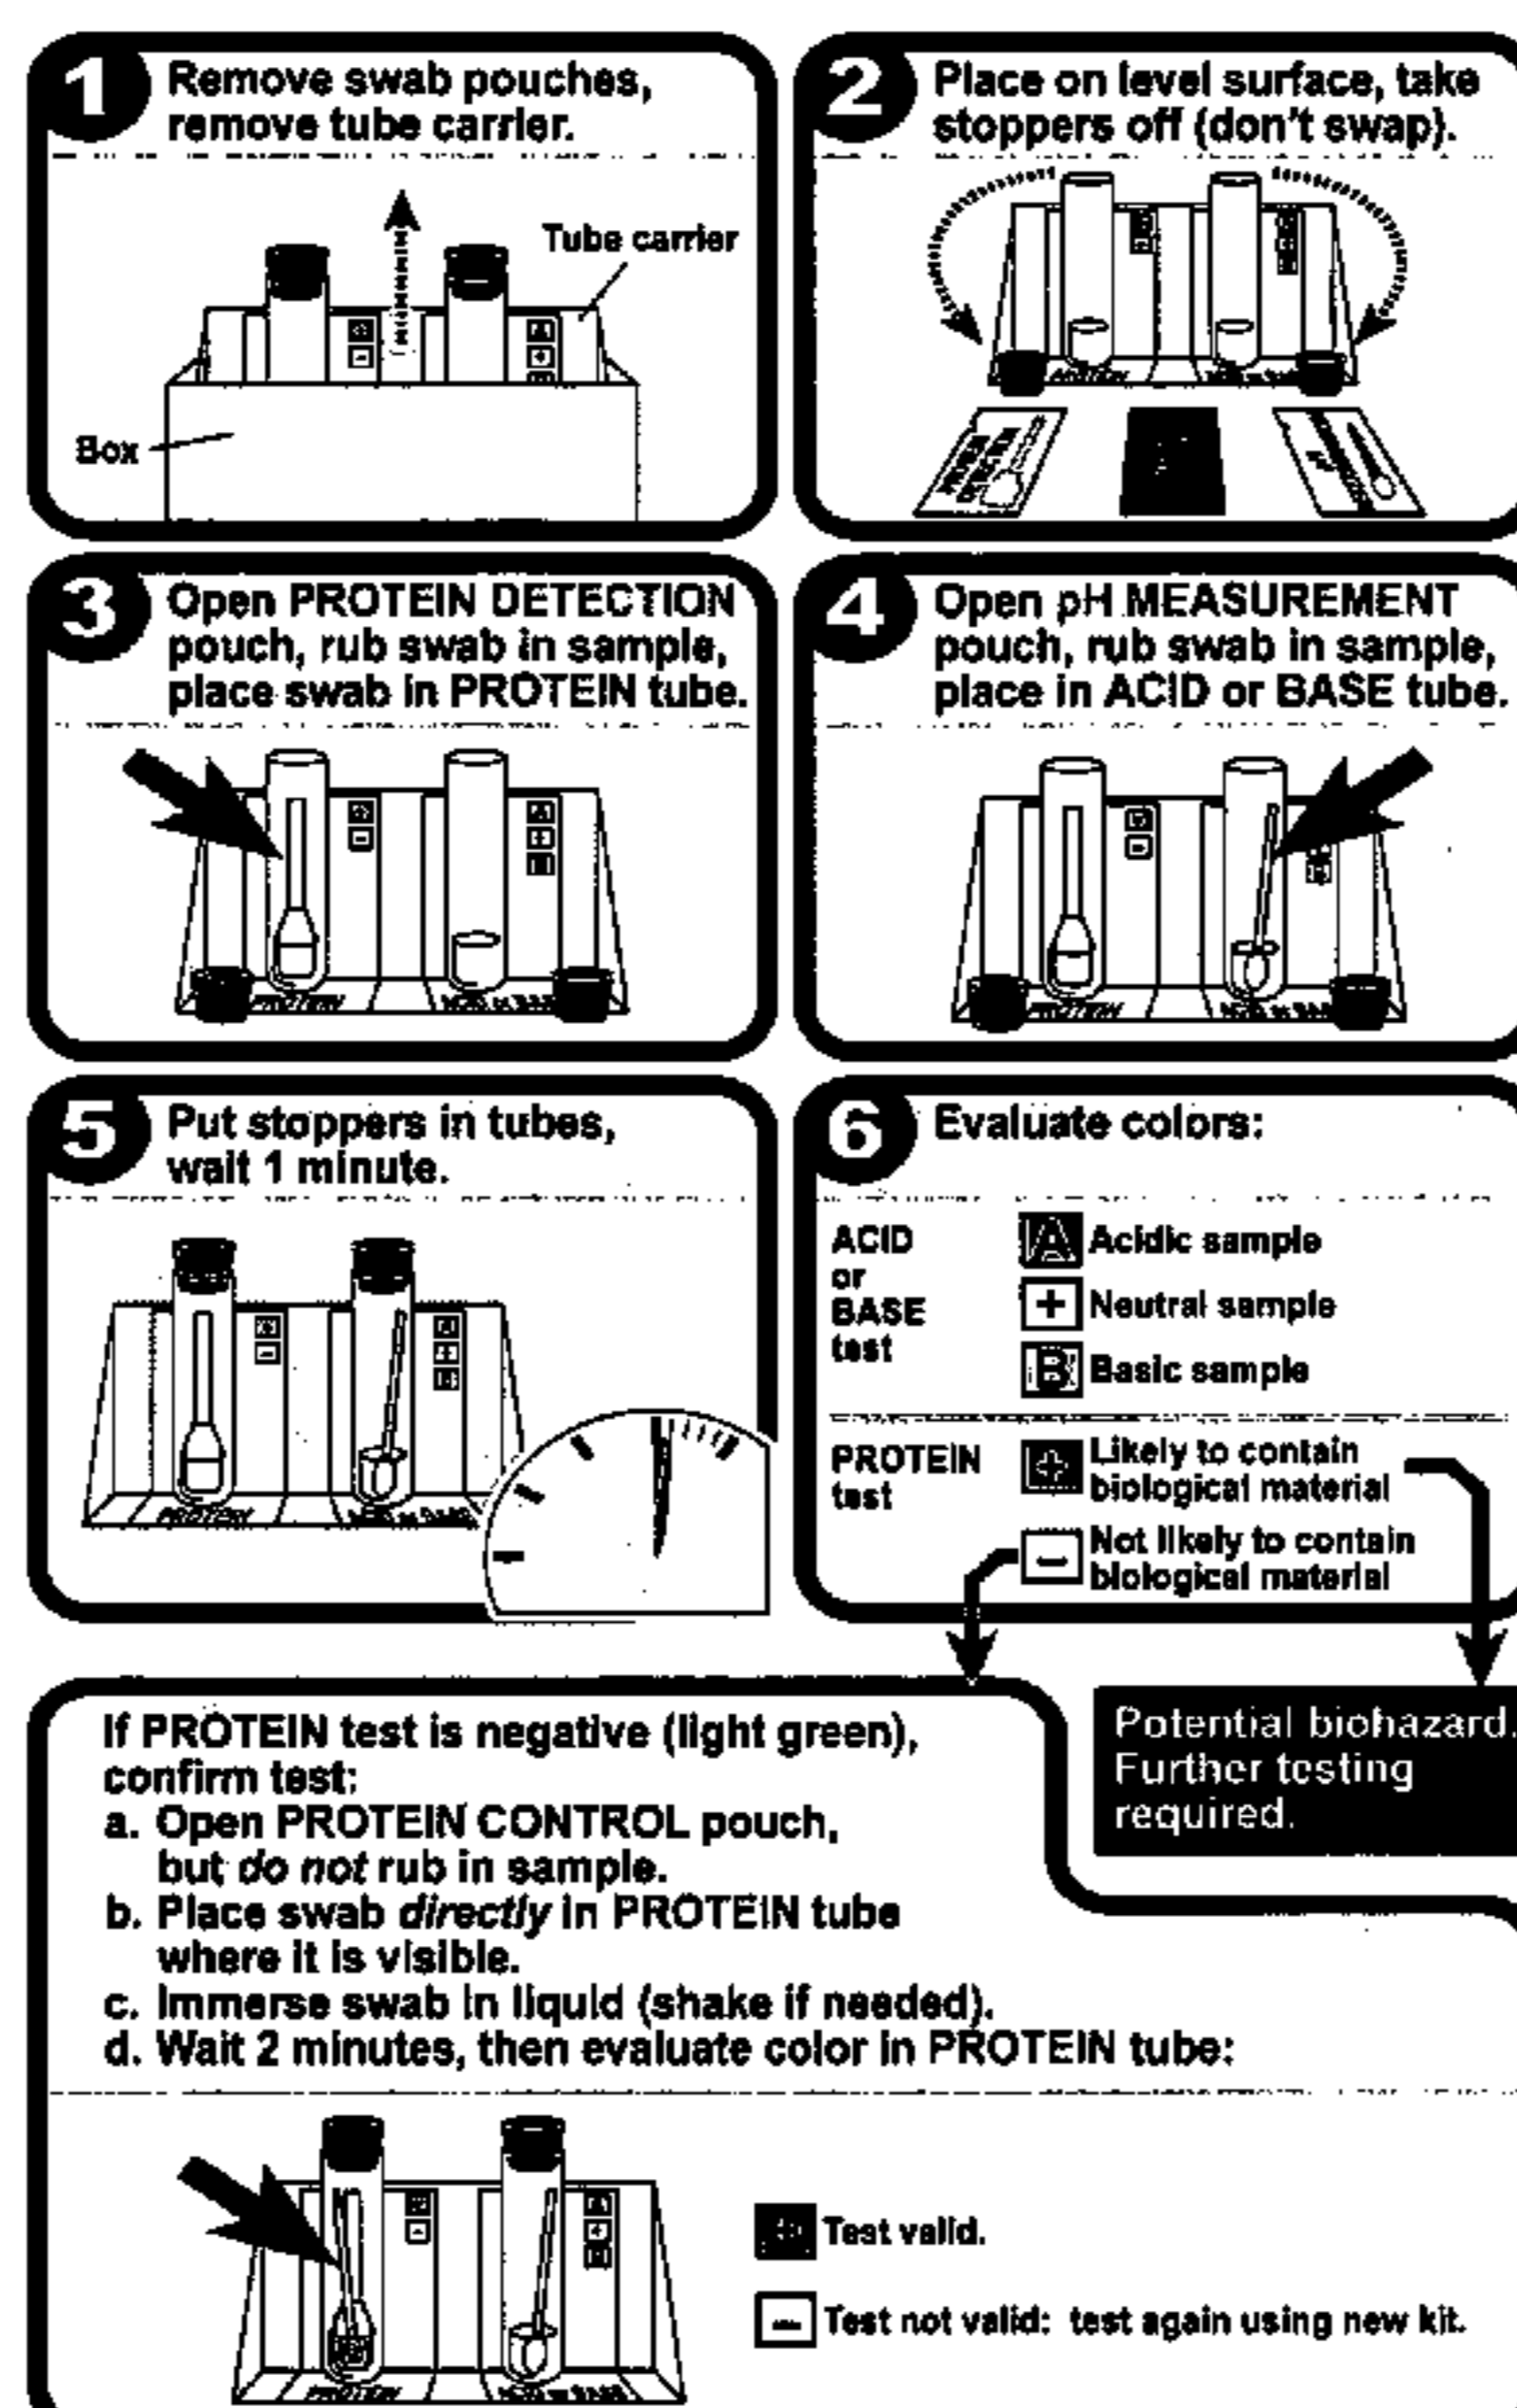 1
Remove swab pouches,
remove tube carrier.
Tube carrier
Box
2
Place on level surface, take
stoppers off (don't swap).
3
Open PROTEIN DETECTION
pouch, rub swab in sample,
place swab in PROTEIN tube.
PROTEIN
4
Open pH MEASUREMENT
pouch, rub swab in sample,
place in ACID or BASE tube.
PROTEIN
5
Put stoppers in tubes,
wait 1 minute.
PROTEIN
6
Evaluate colors:
ACID
or
BASE
test
A Acidic sample
+ Neutral sample
B Basic sample
PROTEIN
test
+ Likely to contain
biological material
- Not likely to contain
biological material
Potential biohazard.
Further testing
required.
If PROTEIN test is negative (light green),
confirm test:
a. Open PROTEIN CONTROL pouch,
but do not rub in sample.
b. Place swab directly in PROTEIN tube
where it is visible.
c. Immerse swab in liquid (shake if needed).
d. Wait 2 minutes, then evaluate color in PROTEIN tube:
PROTEIN
+ Test valid.
- Test not valid: test again using new kit.